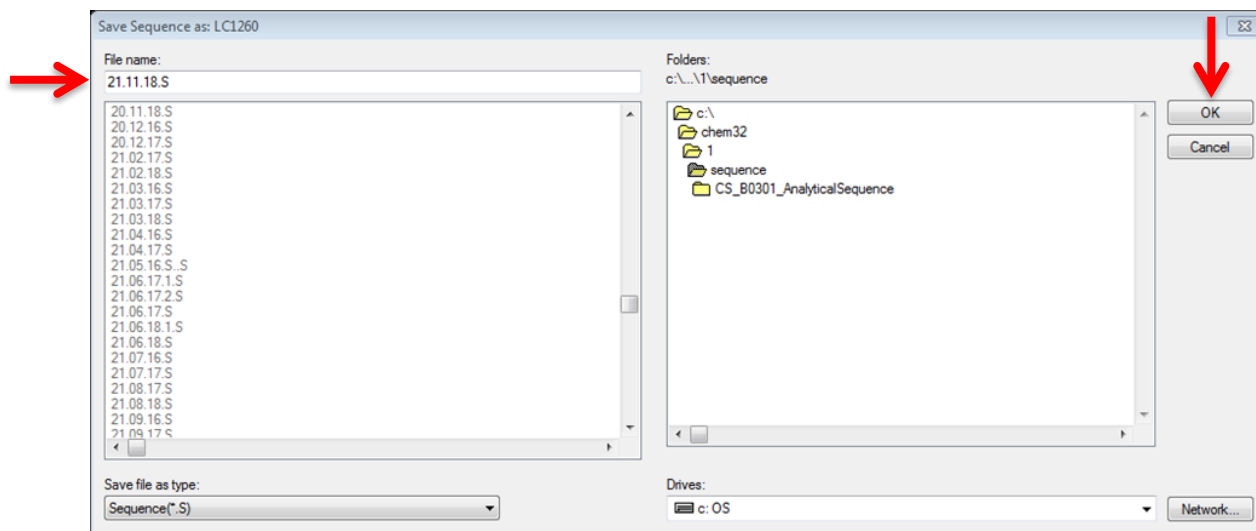 Save Sequence as: LC1260
File name:
21.11.18.S
20.11.18.S
20.12.16.S
20.12.17.S
21.02.17.S
21.02.18.S
21.03.16.S
21.03.17.S
21.03.18.S
21.04.16.S
21.04.17.S
21.05.16.S..S
21.06.17.1.S
21.06.17.2.S
21.06.17.S
21.06.18.1.S
21.06.18.S
21.07.16.S
21.07.17.S
21.08.17.S
21.08.18.S
21.09.16.S
21.09.17.S
Save file as type:
Sequence(*.S)
Folders:
c:\...\1\sequence
c:\
chem32
1
sequence
CS_B0301_AnalyticalSequence
Drives:
c: OS
OK
Cancel
Network...